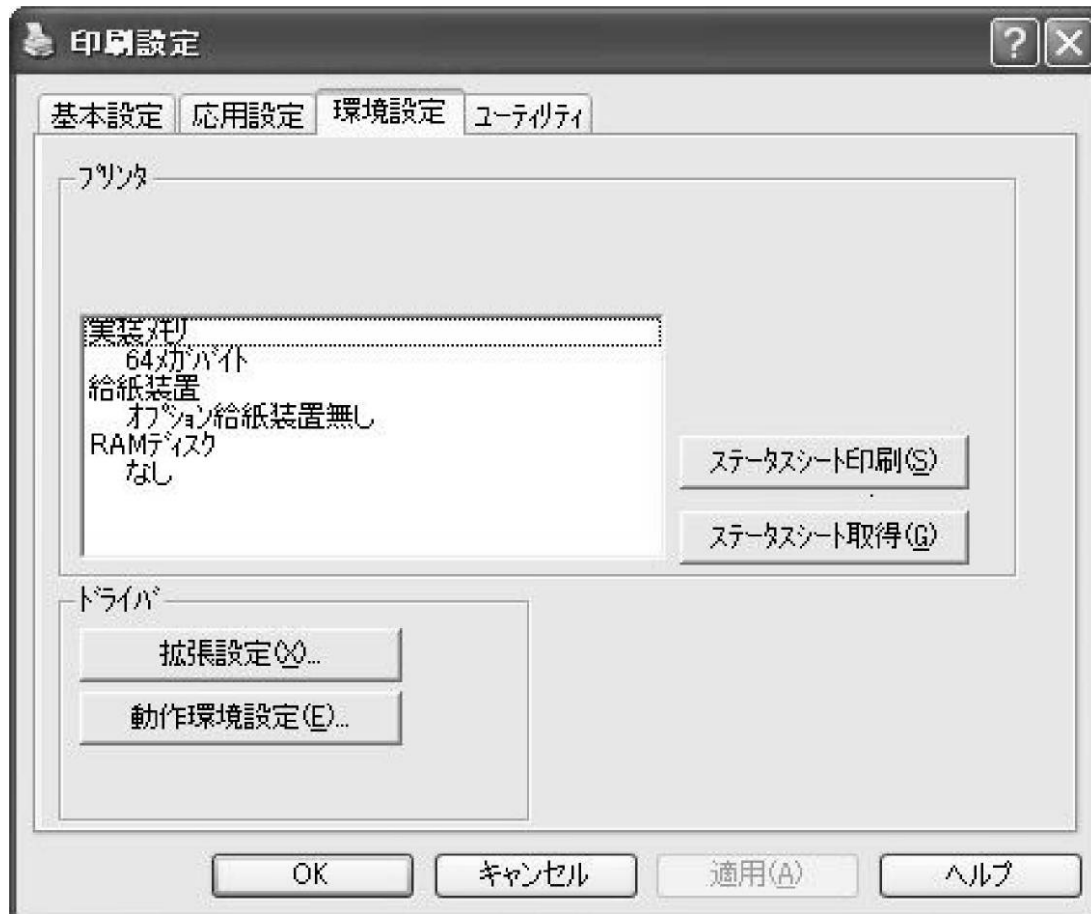 印刷設定
基本設定 応用設定 環境設定 ﾕｰﾃｨﾘﾃｨ
ﾌﾟﾘﾝﾀ
実装ﾒﾓﾘ
64ﾒｶﾞﾊﾞｲﾄ
給紙装置
ｵﾌﾟｼｮﾝ給紙装置無し
RAMﾃﾞｨｽｸ
なし
ｽﾃｰﾀｽｼｰﾄ印刷(S)
ｽﾃｰﾀｽｼｰﾄ取得(G)
ﾄﾞﾗｲﾊﾞ
拡張設定(X)...
動作環境設定(E)...
OK キャンセル 適用(A) ヘルプ